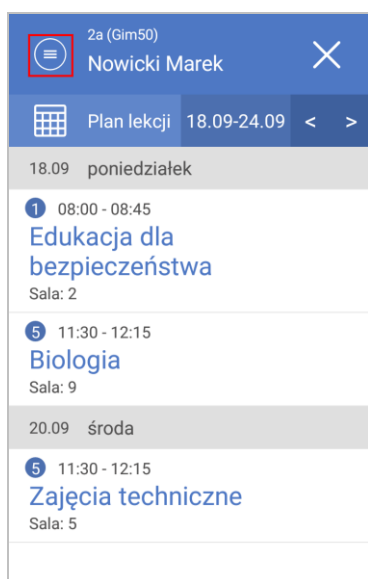 2a (Gim50)
Nowicki Marek
Plan lekcji 18.09-24.09 < >
18.09 poniedziałek
1 08:00 - 08:45
Edukacja dla
bezpieczeństwa
Sala: 2
5 11:30 - 12:15
Biologia
Sala: 9
20.09 środa
5 11:30 - 12:15
Zajęcia techniczne
Sala: 5